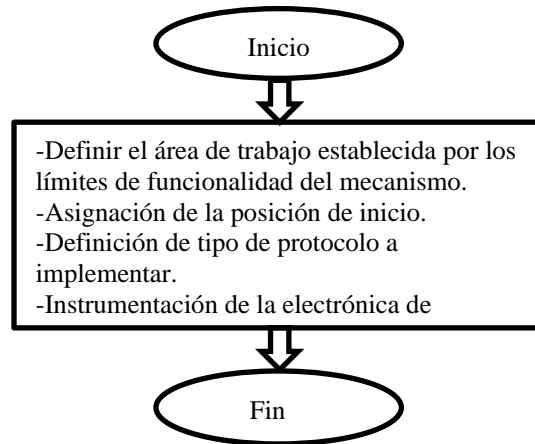 Inicio
-Definir el área de trabajo establecida por los
límites de funcionalidad del mecanismo.
-Asignación de la posición de inicio.
-Definición de tipo de protocolo a
implementar.
-Instrumentación de la electrónica de
Fin